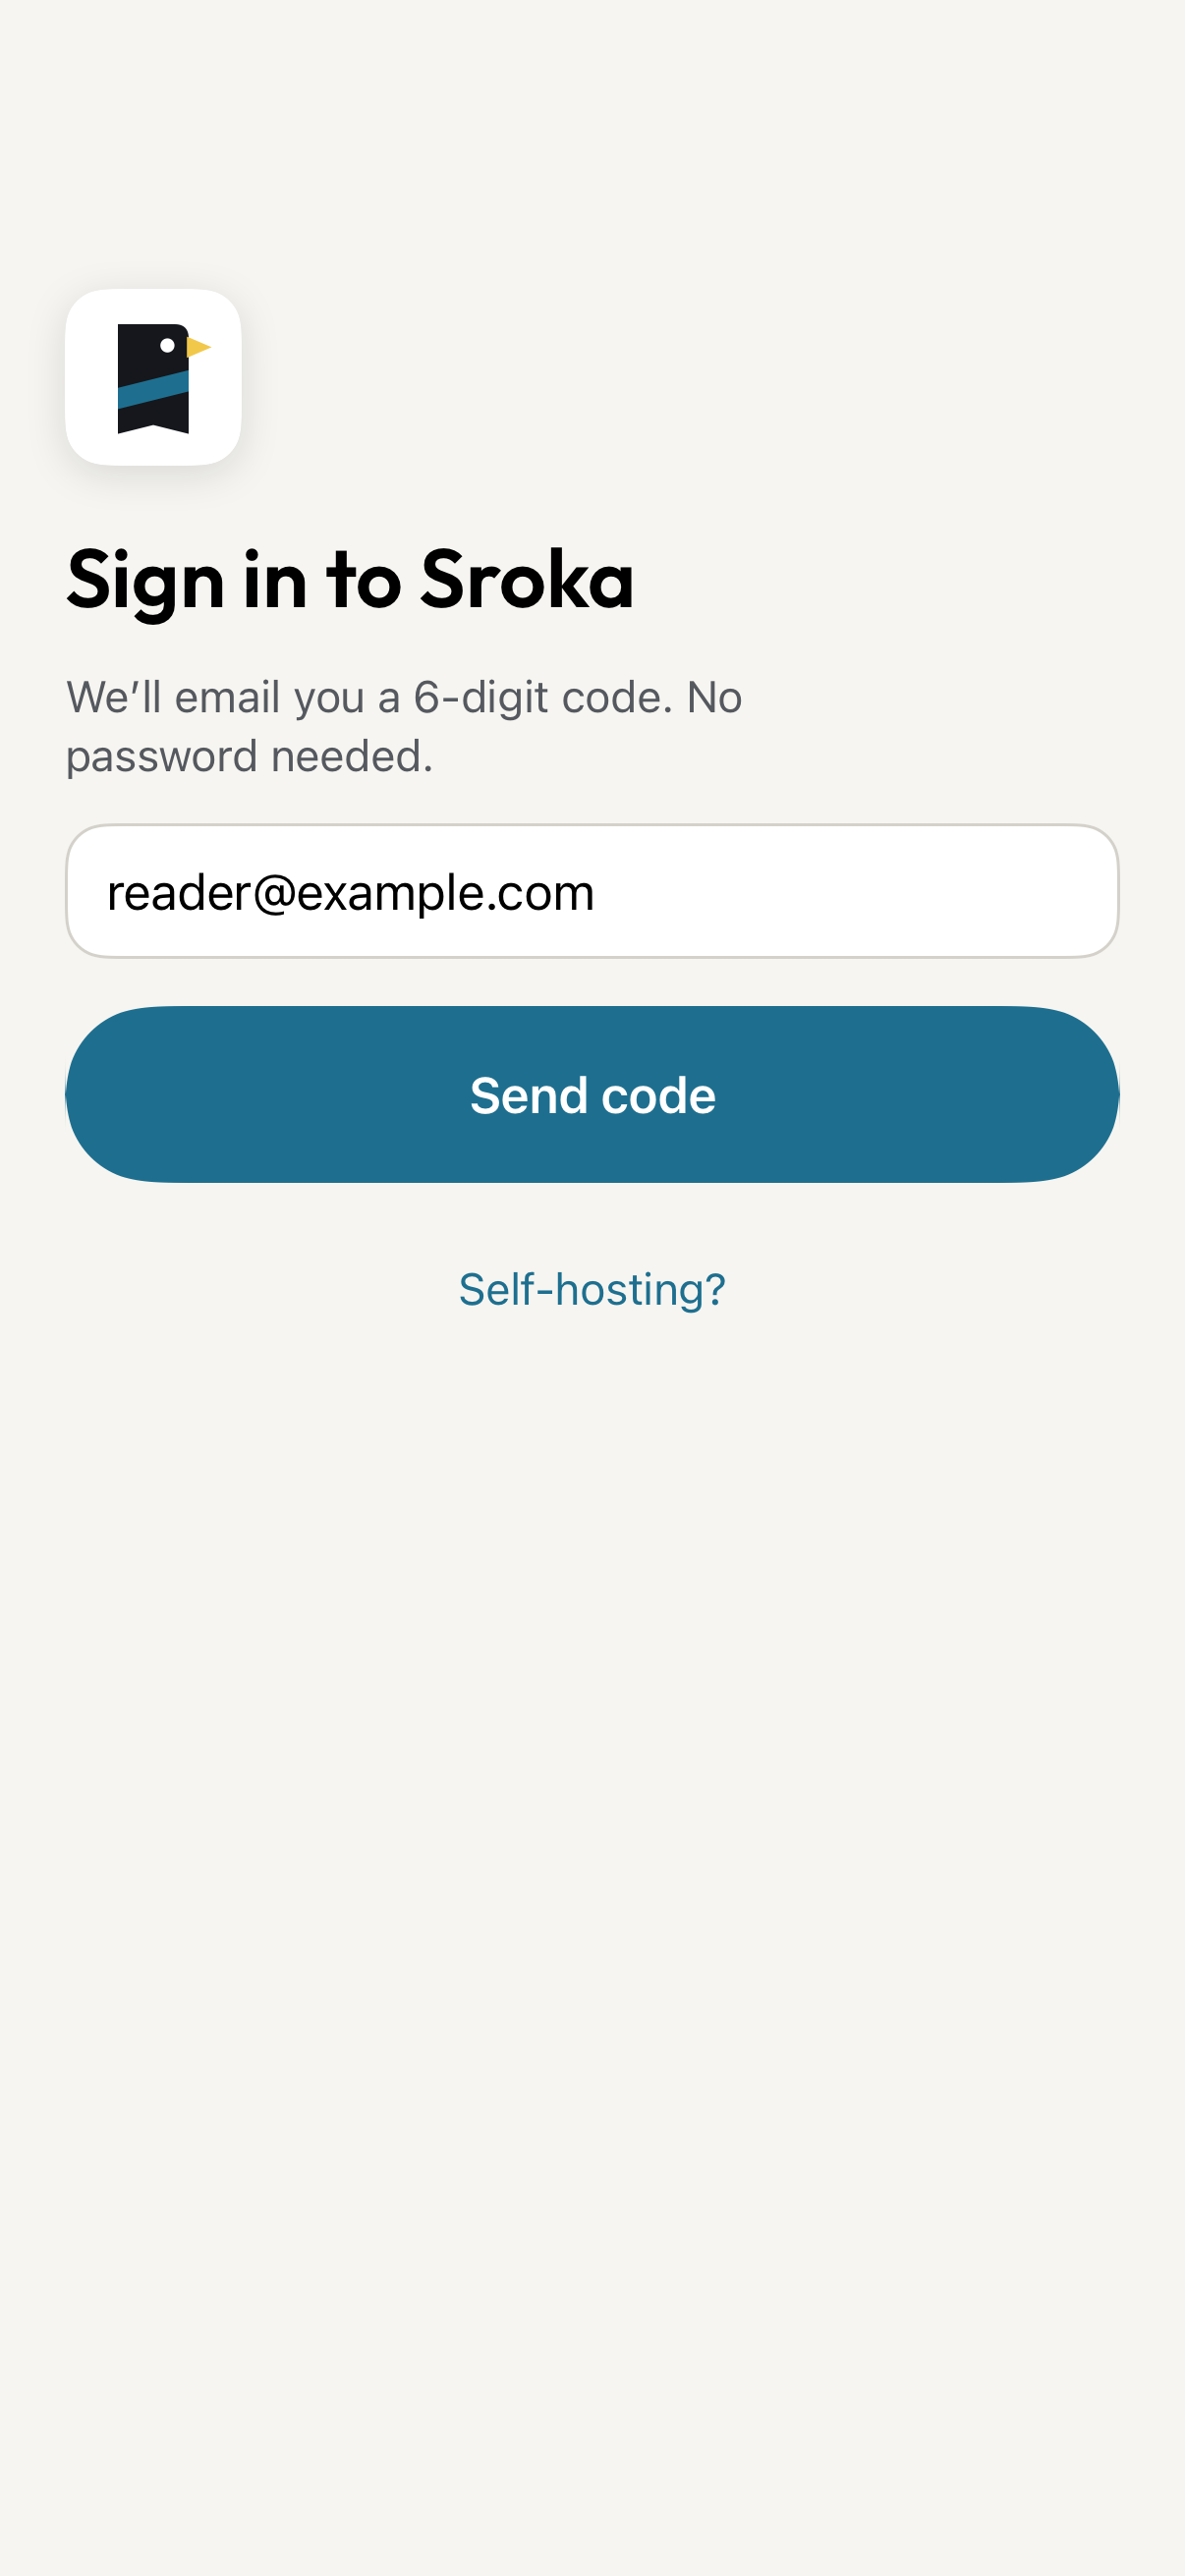 Sign in to Sroka
We’ll email you a 6-digit code. No
password needed.
reader@example.com
Send code
Self-hosting?